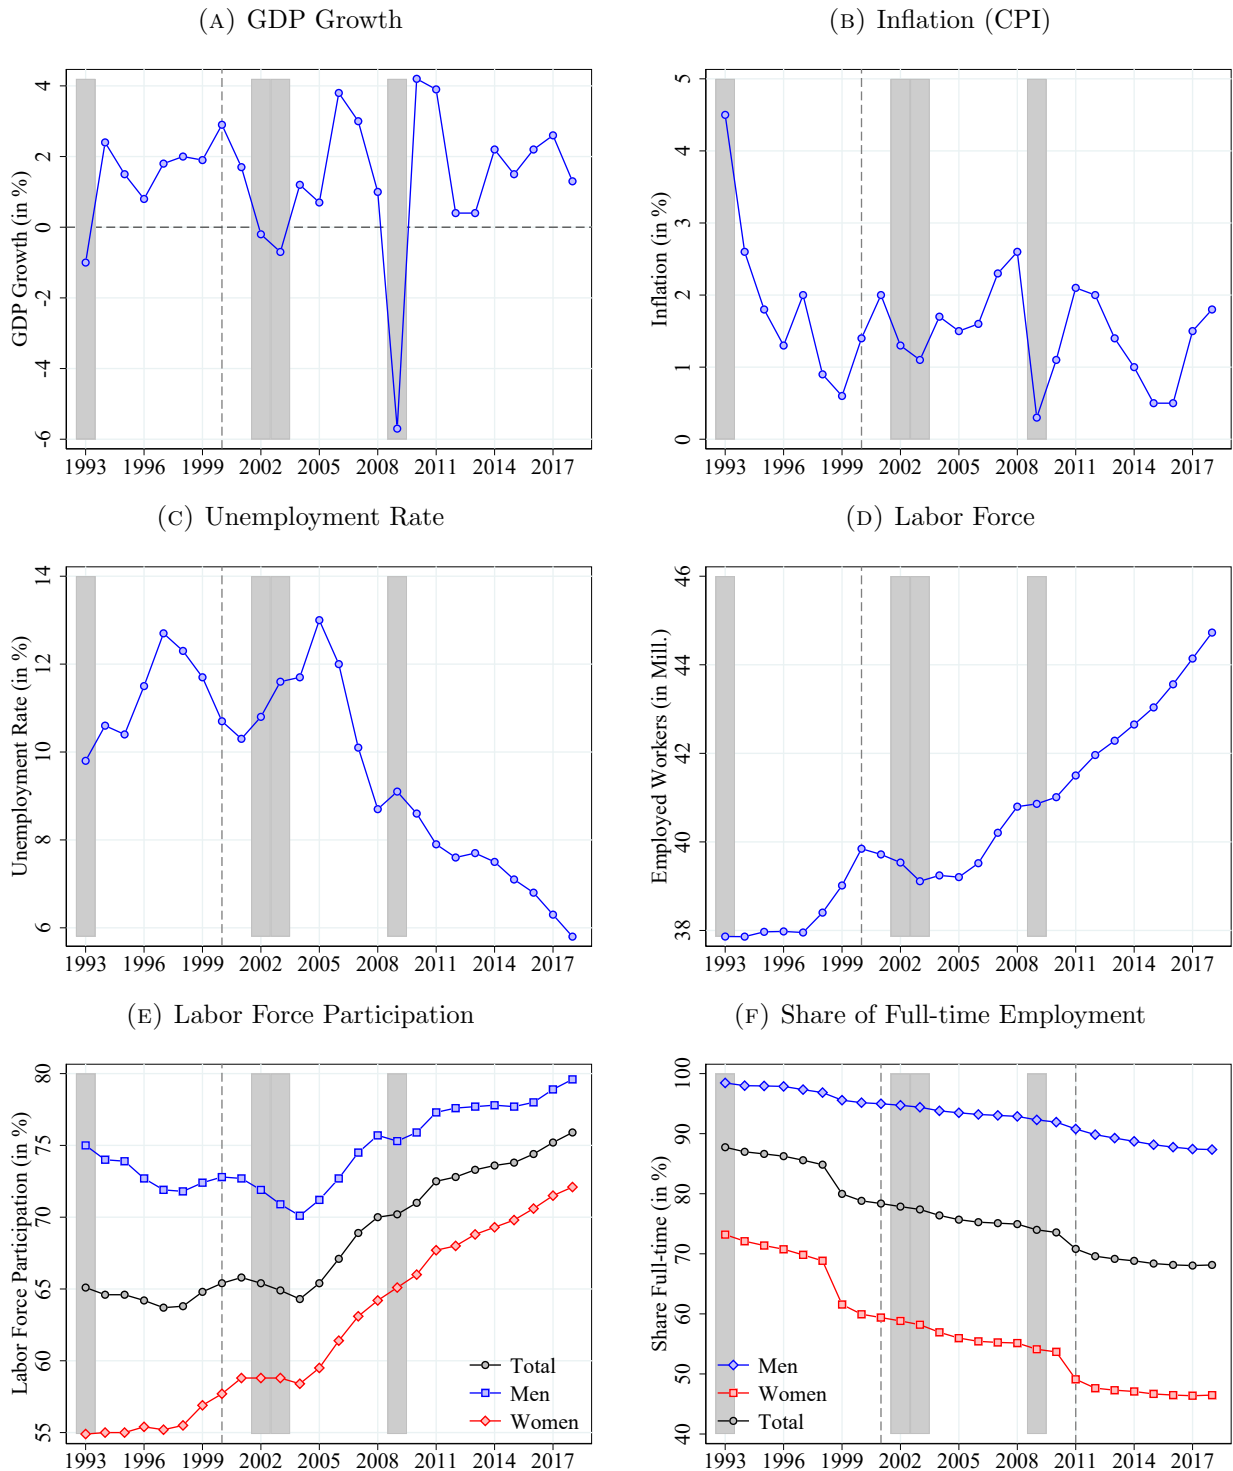 (A) GDP Growth
GDP Growth (in %)
4
2
0
-2
-4
-6
1993 1996 1999 2002 2005 2008 2011 2014 2017
(B) Inflation (CPI)
Inflation (in %)
5
4
3
2
1
0
1993 1996 1999 2002 2005 2008 2011 2014 2017
(C) Unemployment Rate
Unemployment Rate (in %)
14
12
10
8
6
1993 1996 1999 2002 2005 2008 2011 2014 2017
(D) Labor Force
Employed Workers (in Mill.)
46
44
42
40
38
1993 1996 1999 2002 2005 2008 2011 2014 2017
(E) Labor Force Participation
Labor Force Participation (in %)
80
75
70
65
60
55
Total
Men
Women
1993 1996 1999 2002 2005 2008 2011 2014 2017
(F) Share of Full-time Employment
Share Full-time (in %)
100
90
80
70
60
50
40
Men
Women
Total
1993 1996 1999 2002 2005 2008 2011 2014 2017